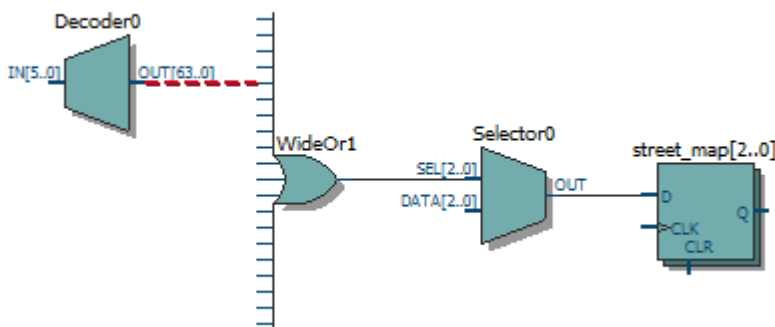 Decoder0
IN[5..0]
OUT[63..0]
WideOr1
Selector0
SEL[2..0]
DATA[2..0]
OUT
street_map[2..0]
D
Q
CLK
CLR